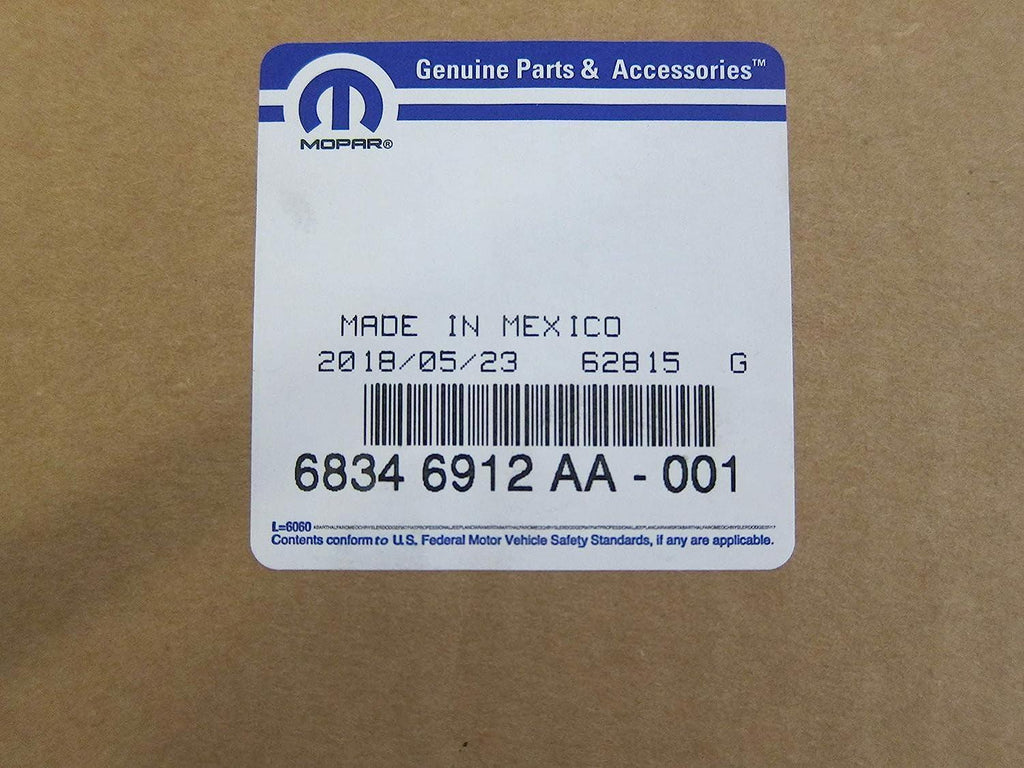 Genuine Parts & Accessories™
MOPAR®
MADE IN MEXICO
2018/05/23 62815 G
6834 6912 AA - 001
L=6060
Contents conform to U.S. Federal Motor Vehicle Safety Standards, if any are applicable.